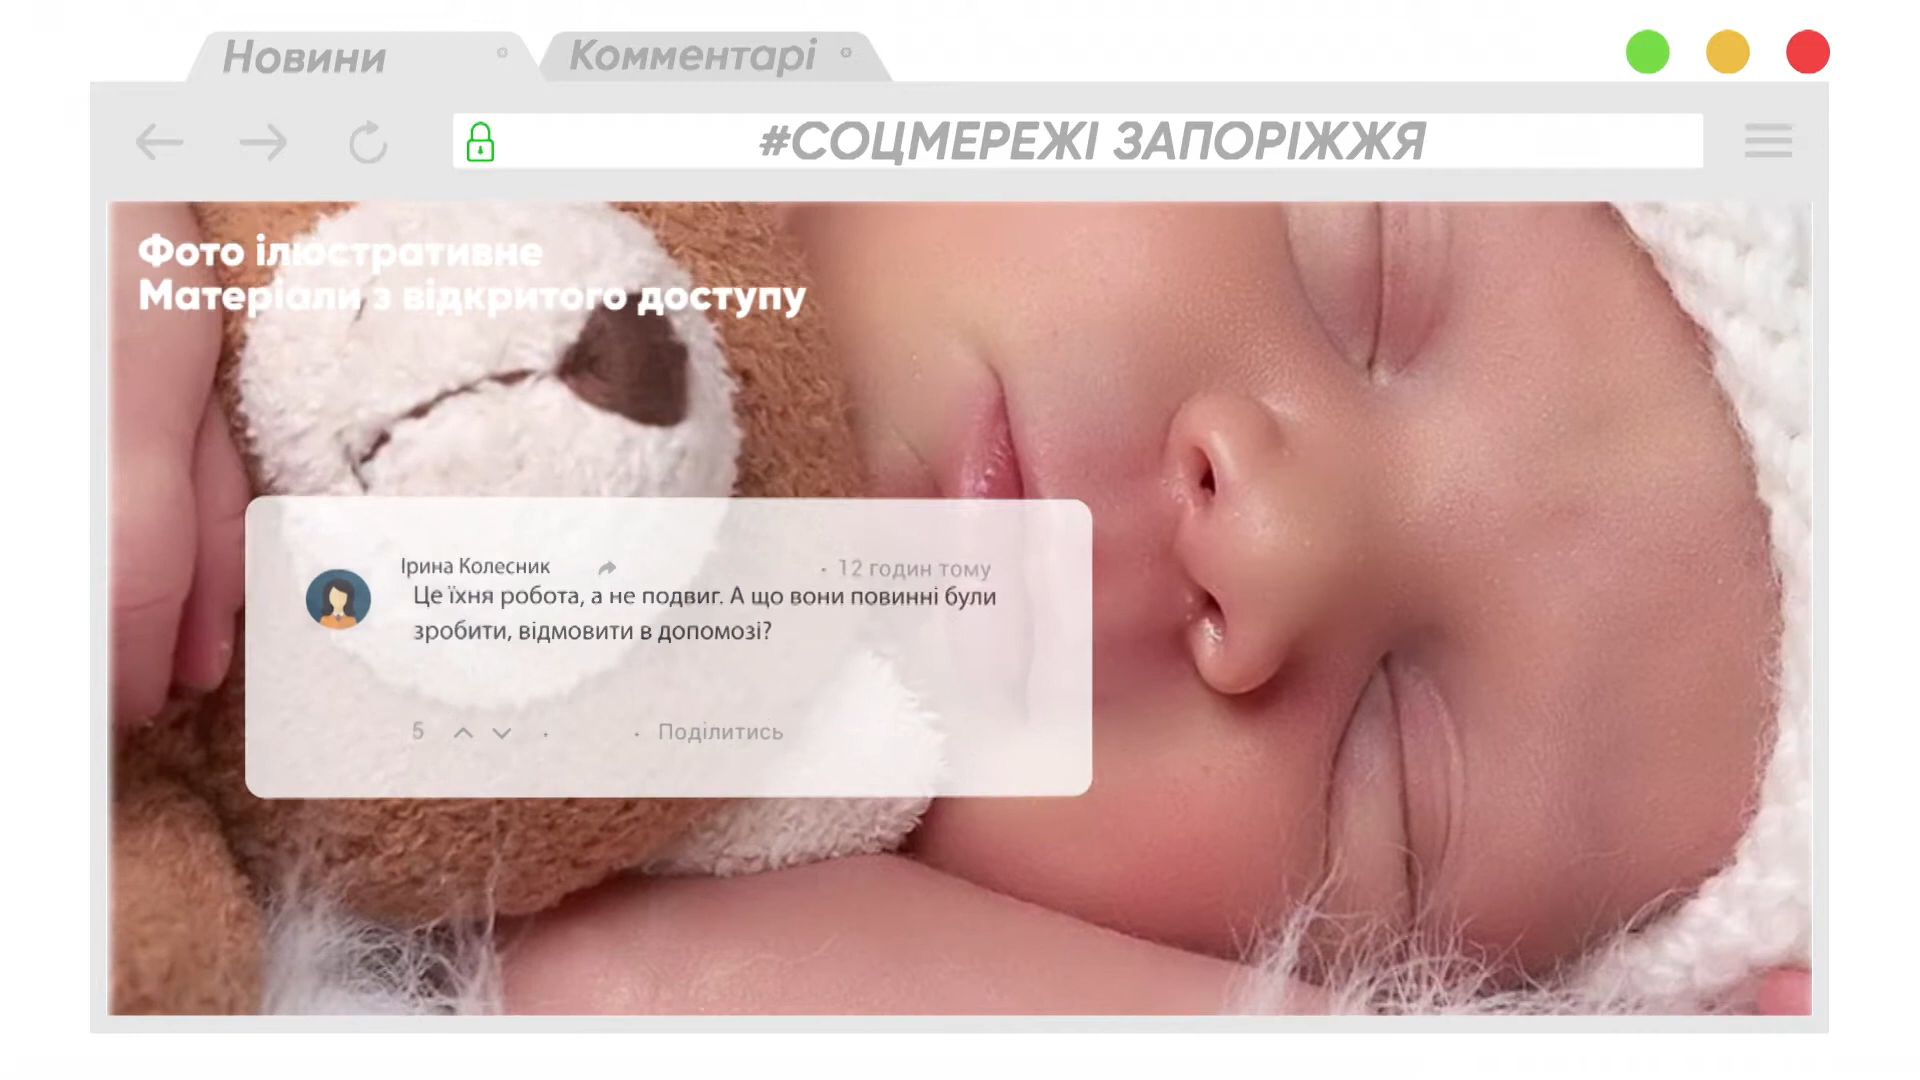 Новини
Комментарі
#СОЦМЕРЕЖІ ЗАПОРІЖЖЯ
Фото ілюстративне
Матеріали з відкритого доступу
Ірина Колесник
· 12 годин тому
Це їхня робота, а не подвиг. А що вони повинні були
зробити, відмовити в допомозі?
5 · · Поділитись